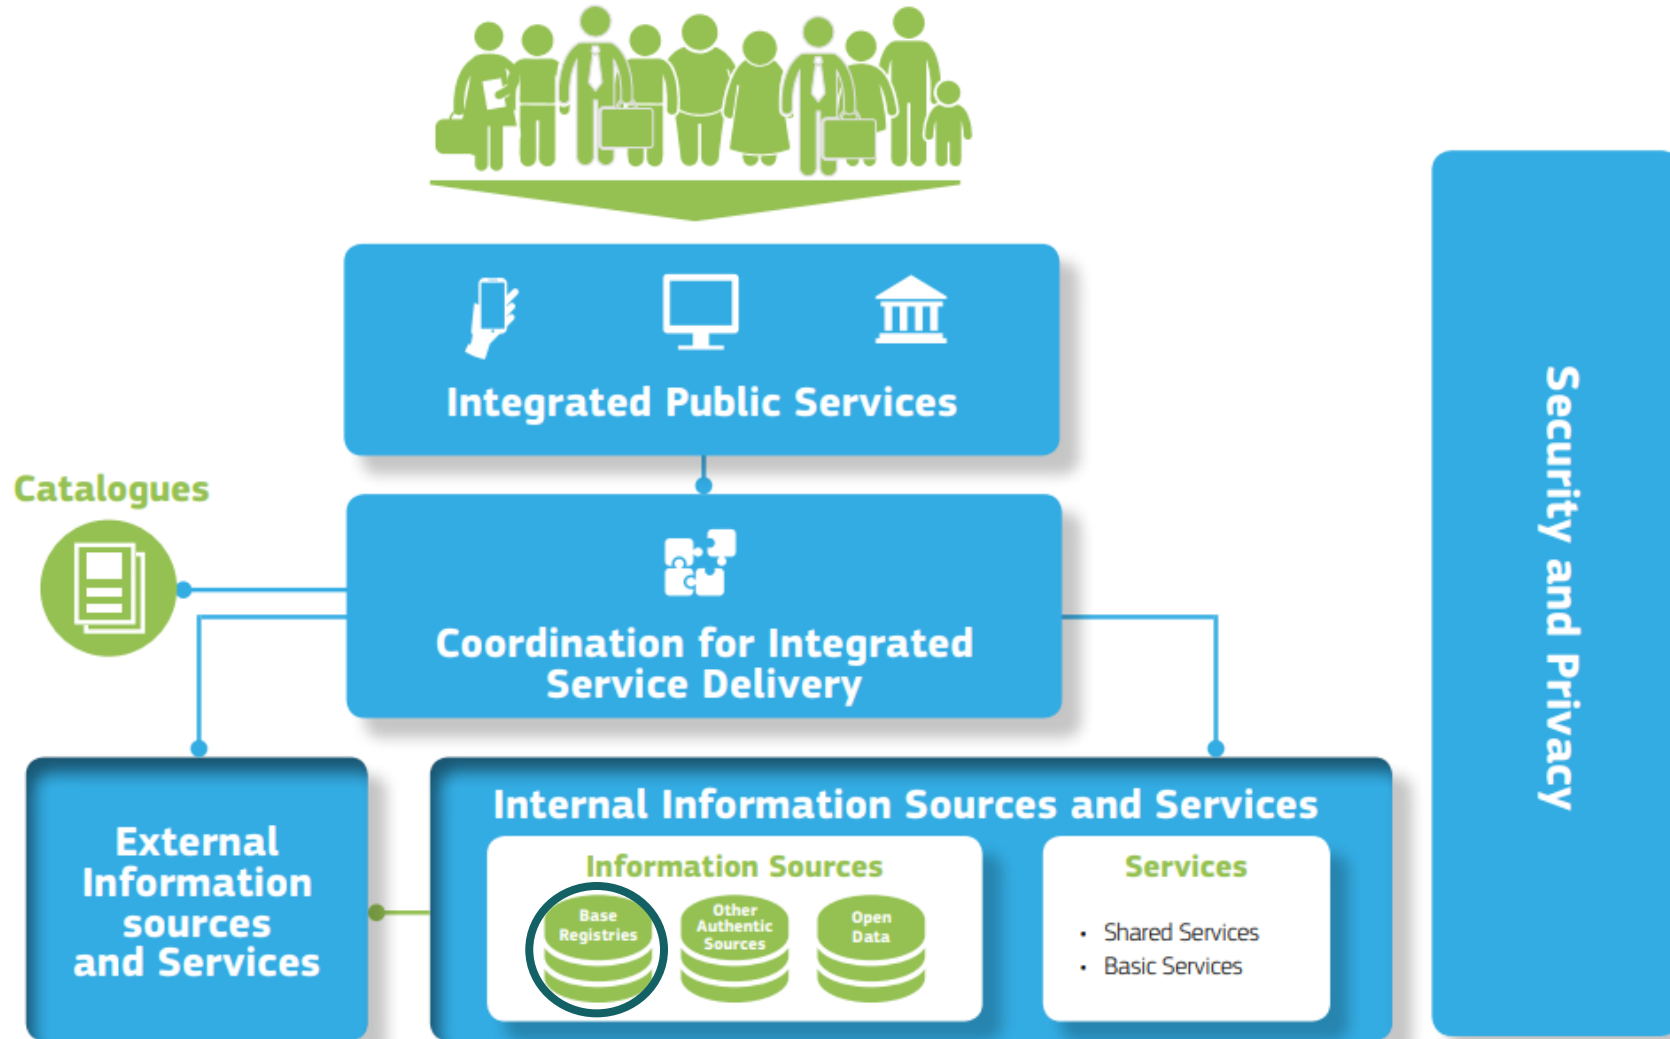 Integrated Public Services
Catalogues
Coordination for Integrated
Service Delivery
External
Information
sources
and Services
Internal Information Sources and Services
Information Sources
Base
Registries
Other
Authentic
Sources
Open
Data
Services
• Shared Services
• Basic Services
Security and Privacy